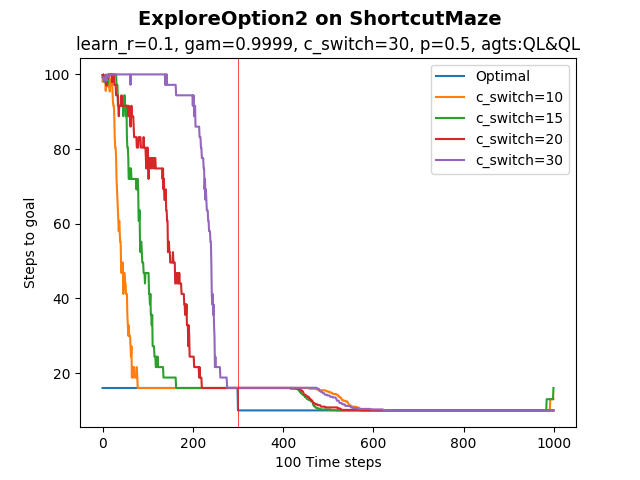 ExploreOption2 on ShortcutMaze
learn_r=0.1, gam=0.9999, c_switch=30, p=0.5, agts:QL&QL
Optimal
c_switch=10
c_switch=15
c_switch=20
c_switch=30
Steps to goal
100
80
60
40
20
0
200
400
600
800
1000
100 Time steps